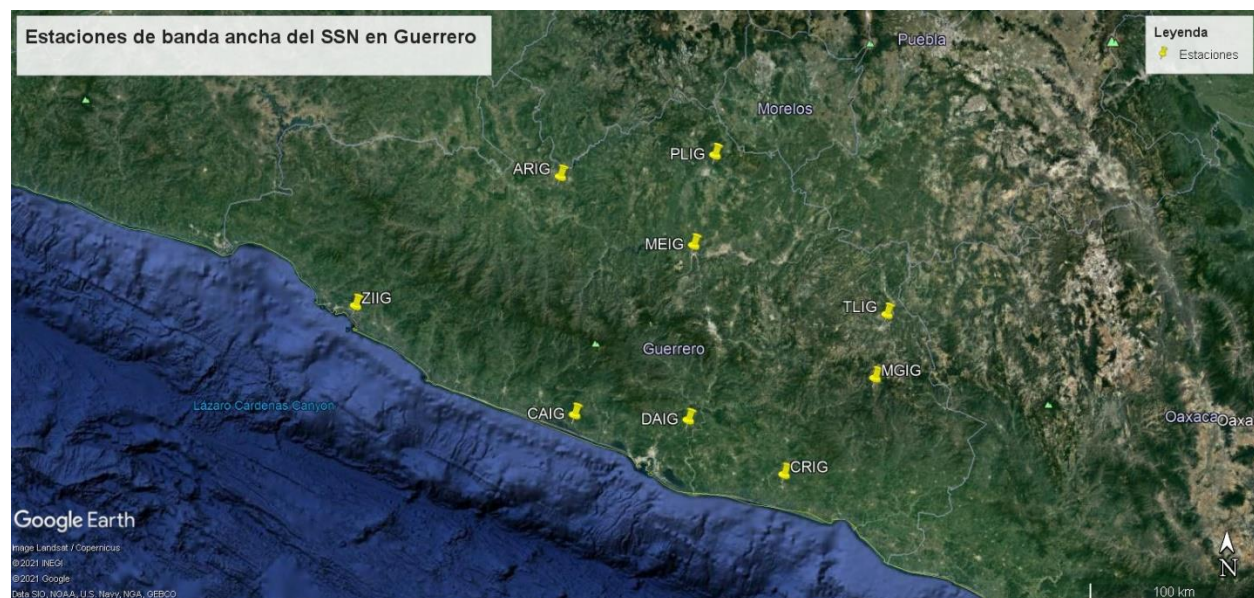 Estaciones de banda ancha del SSN en Guerrero
Leyenda
Estaciones
Puebla
Morelos
PLIG
ARIG
MEIG
ZIIG
TLIG
Guerrero
MGIG
Lázaro Cárdenas Canyon
CAIG
DAIG
Oaxaca
Oaxa
CRIG
Google Earth
Image Landsat / Copernicus
©2021 INEGI
©2021 Google
Data SIO, NOAA, U.S. Navy, NGA, GEBCO
N
100 km